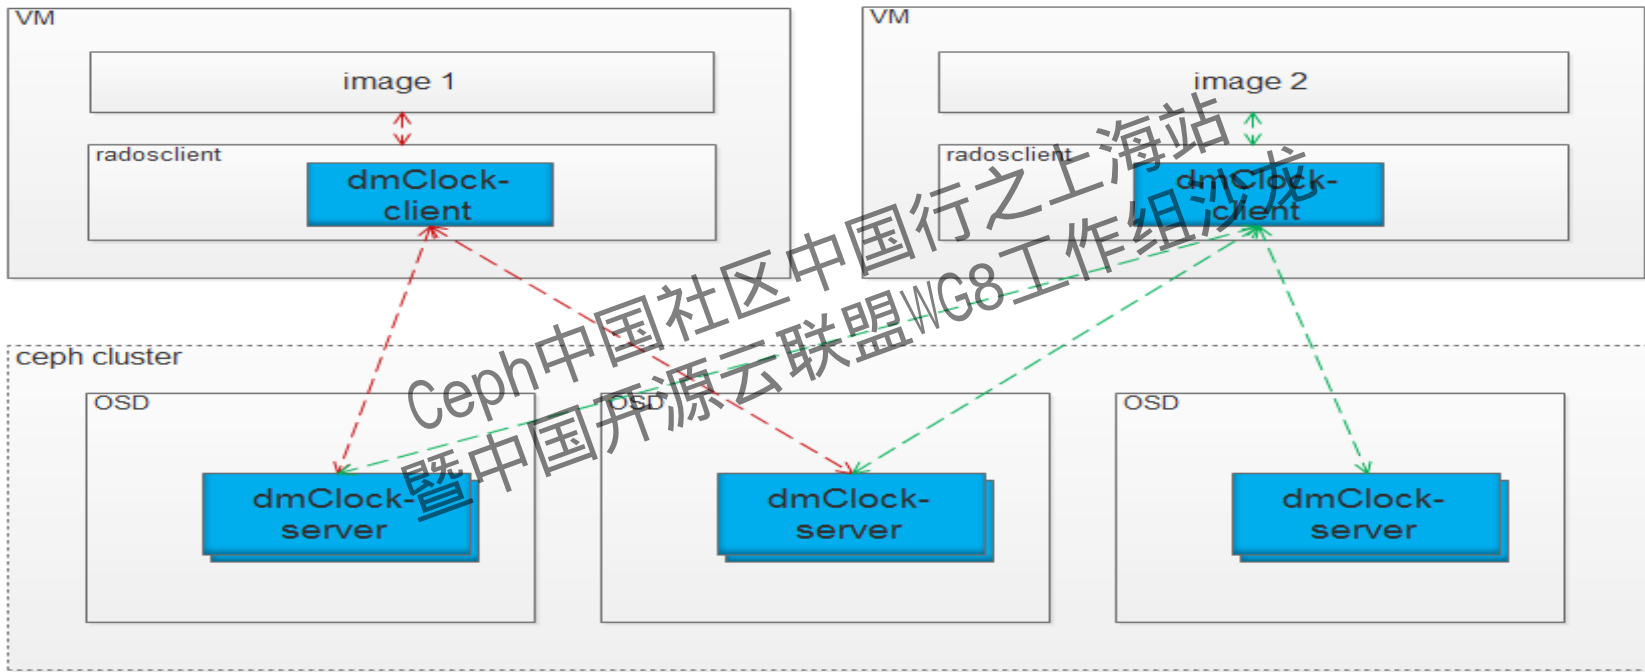 VM
VM
image 1
image 2
radosclient
radosclient
dmClock-
client
dmClock-
client
Ceph中国社区中国行之上海站
暨中国开源云联盟WG8工作组沙龙
ceph cluster
OSD
OSD
OSD
dmClock-
server
dmClock-
server
dmClock-
server